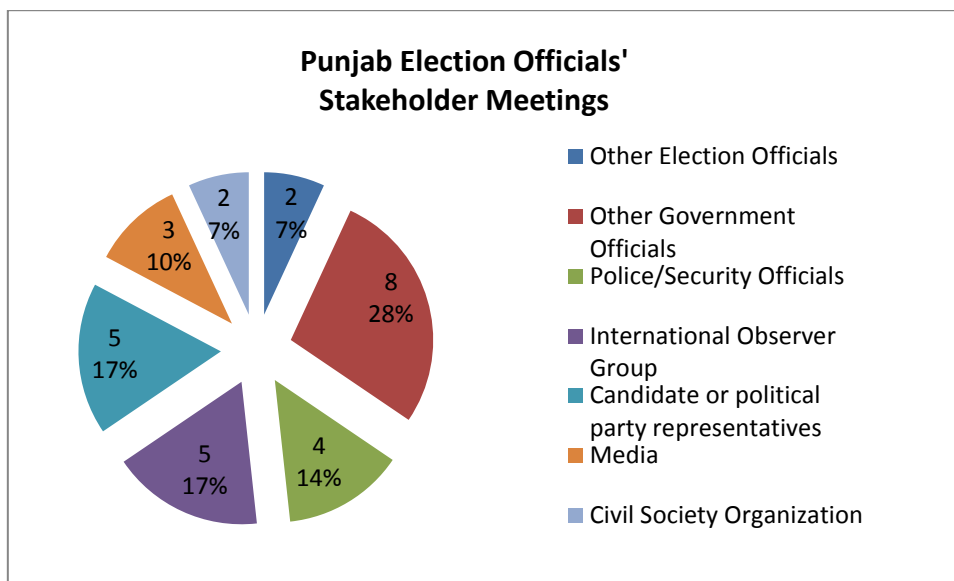 Punjab Election Officials'
Stakeholder Meetings
2
7%
2
7%
8
28%
3
10%
5
17%
5
17%
4
14%
Other Election Officials
Other Government
Officials
Police/Security Officials
International Observer
Group
Candidate or political
party representatives
Media
Civil Society Organization